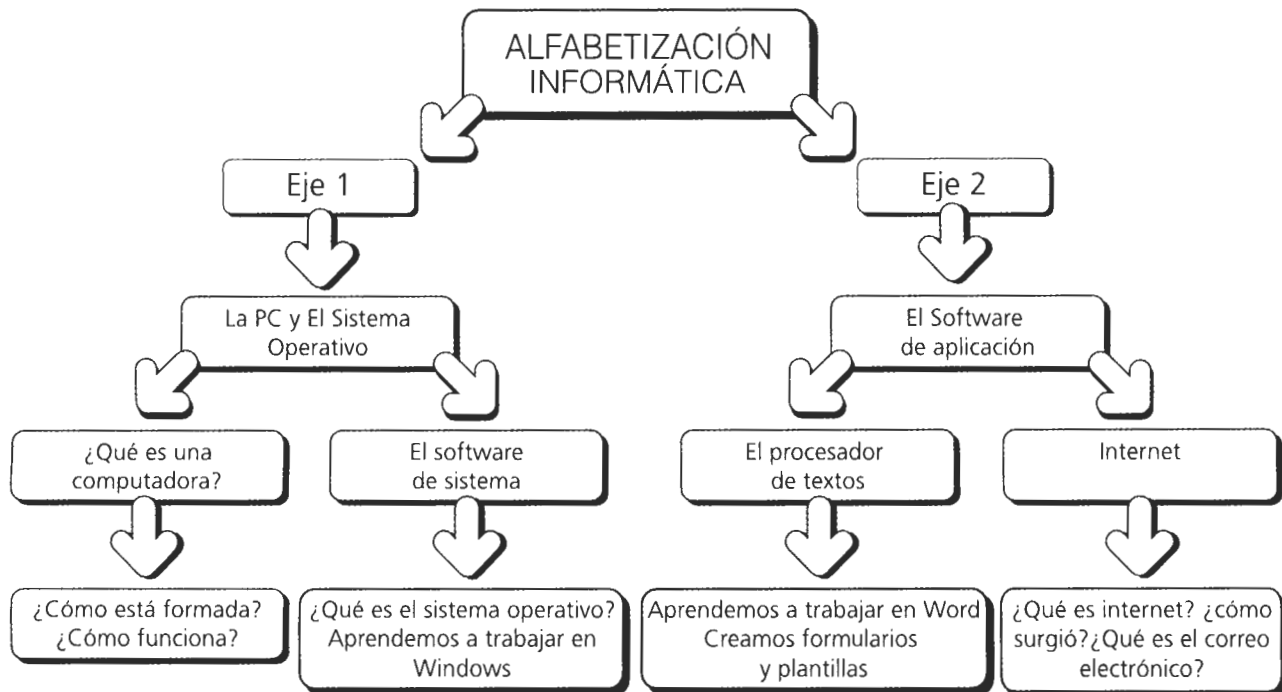 ALFABETIZACIÓN
INFORMÁTICA
Eje 1
Eje 2
La PC y El Sistema
Operativo
El Software
de aplicación
¿Qué es una
computadora?
El software
de sistema
El procesador
de textos
Internet
¿Cómo está formada?
¿Cómo funciona?
¿Qué es el sistema operativo?
Aprendemos a trabajar en
Windows
Aprendemos a trabajar en Word
Creamos formularios
y plantillas
¿Qué es internet? ¿cómo
surgió?¿Qué es el correo
electrónico?